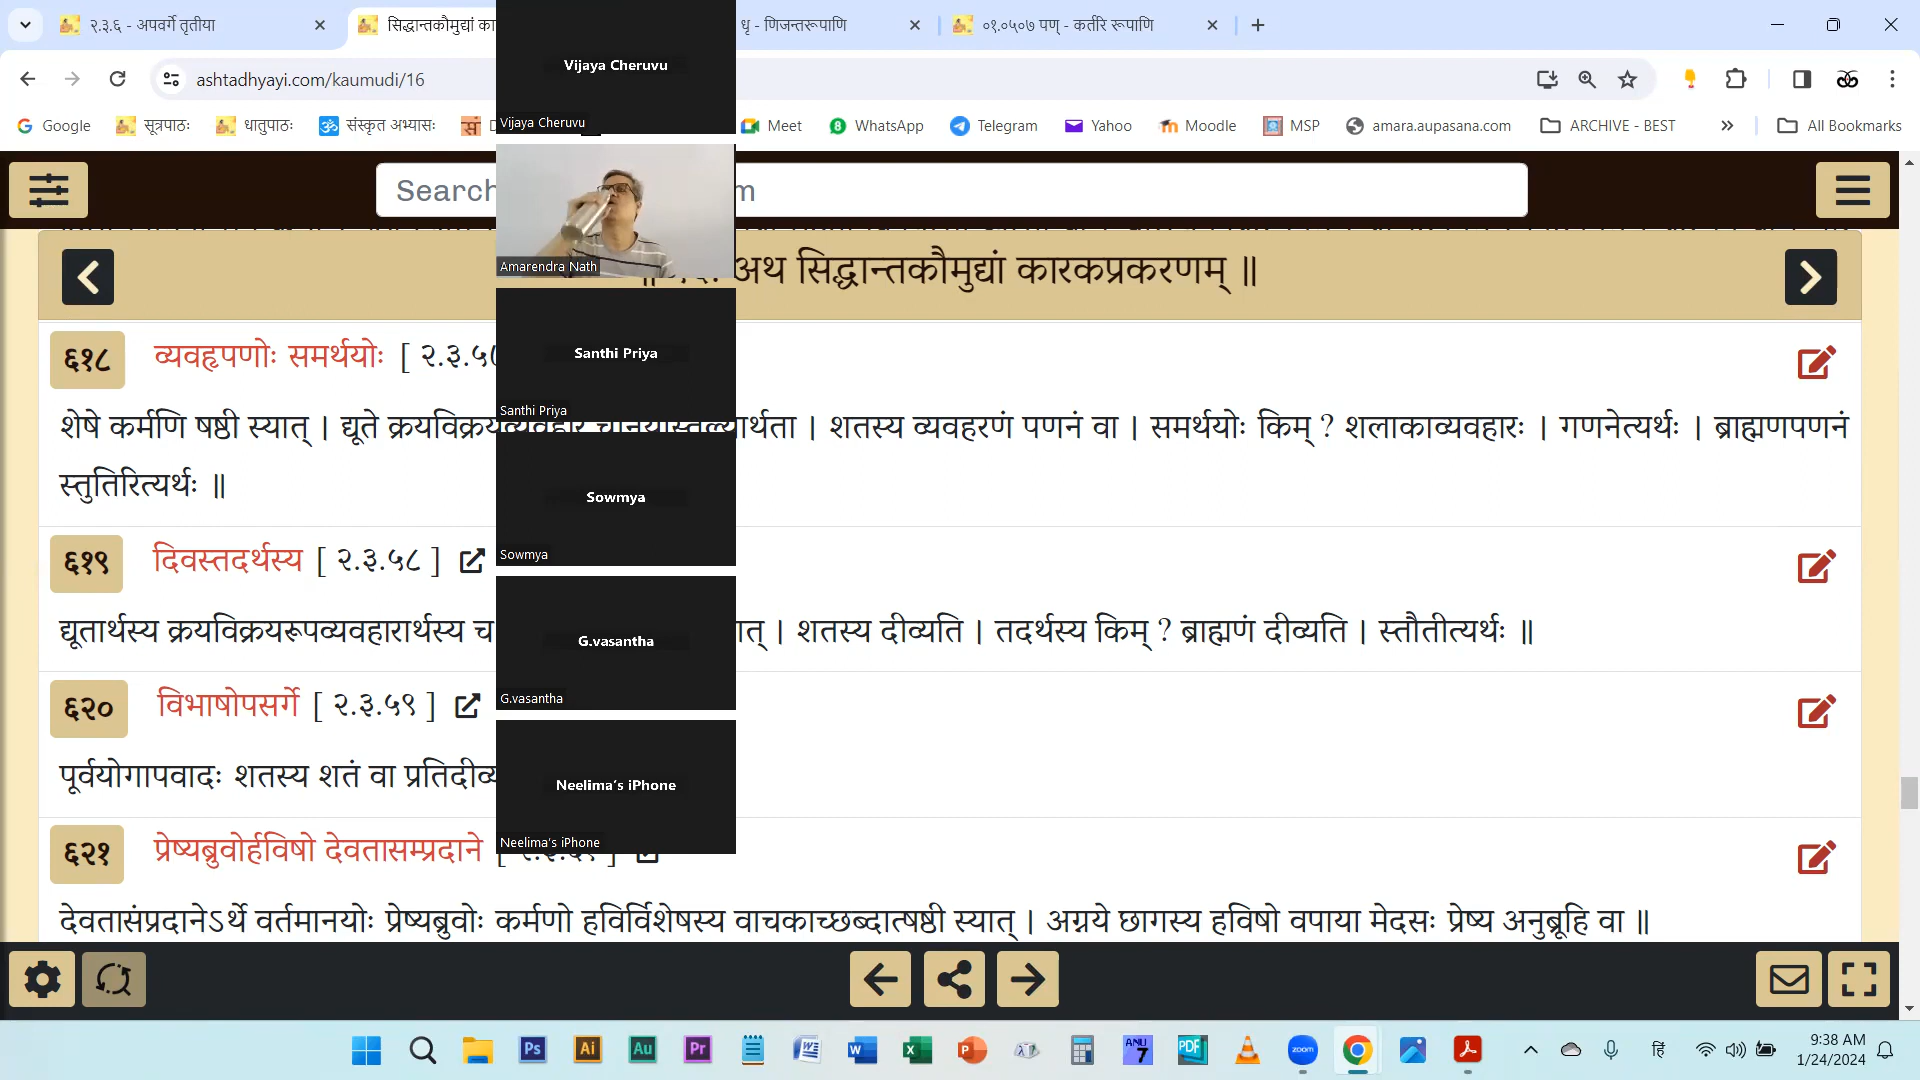 २.३.६ - अपवर्गे तृतीया
सिद्धान्तकौमुद्यां
धृ - णिजन्तरूपाणि
०१.०५०७ पण् - कर्तरि रूपाणि
ashtadhyayi.com/kaumudi/16
Google
सूत्रपाठः
धातुपाठः
संस्कृत अभ्यासः
Meet
WhatsApp
Telegram
Yahoo
Moodle
MSP
amara.aupasana.com
ARCHIVE - BEST
All Bookmarks
Search
Vijaya Cheruvu
Vijaya Cheruvu
Amarendra Nath
Santhi Priya
Santhi Priya
Sowmya
Sowmya
G.vasantha
G.vasantha
Neelima's iPhone
Neelima's iPhone
अथ सिद्धान्तकौमुद्यां कारकप्रकरणम् ॥
६१८ व्यवहृपणोः समर्थयोः
शेषे कर्मणि षष्ठी स्यात् । द्यूते । शतस्य व्यवहरणं पणनं वा । समर्थयोः किम् ? शलाकाव्यवहारः । गणनेत्यर्थः । ब्राह्मणपणनं
स्तुतिरित्यर्थः ॥
६१९ दिवस्तदर्थस्य [ २.३.५८ ]
द्यूतार्थस्य क्रयविक्रयरूपव्यवहारार्थस्य च । शतस्य दीव्यति । तदर्थस्य किम् ? ब्राह्मणं दीव्यति । स्तौतीत्यर्थः ॥
६२० विभाषोपसर्गे [ २.३.५९ ]
पूर्वयोगापवादः शतस्य शतं वा
६२१ प्रेष्यब्रुवोर्हविषो देवतासम्प्रदाने
देवतासंप्रदानेऽर्थे वर्तमानयोः प्रेष्यब्रुवोः कर्मणो हविर्विशेषस्य वाचकाच्छब्दात्षष्ठी स्यात् । अग्नये छागस्य हविषो वपाया मेदसः प्रेष्य अनुब्रूहि वा ॥
Ps
Ai
Au
Pr
PDF
zoom
हिं
9:38 AM
1/24/2024